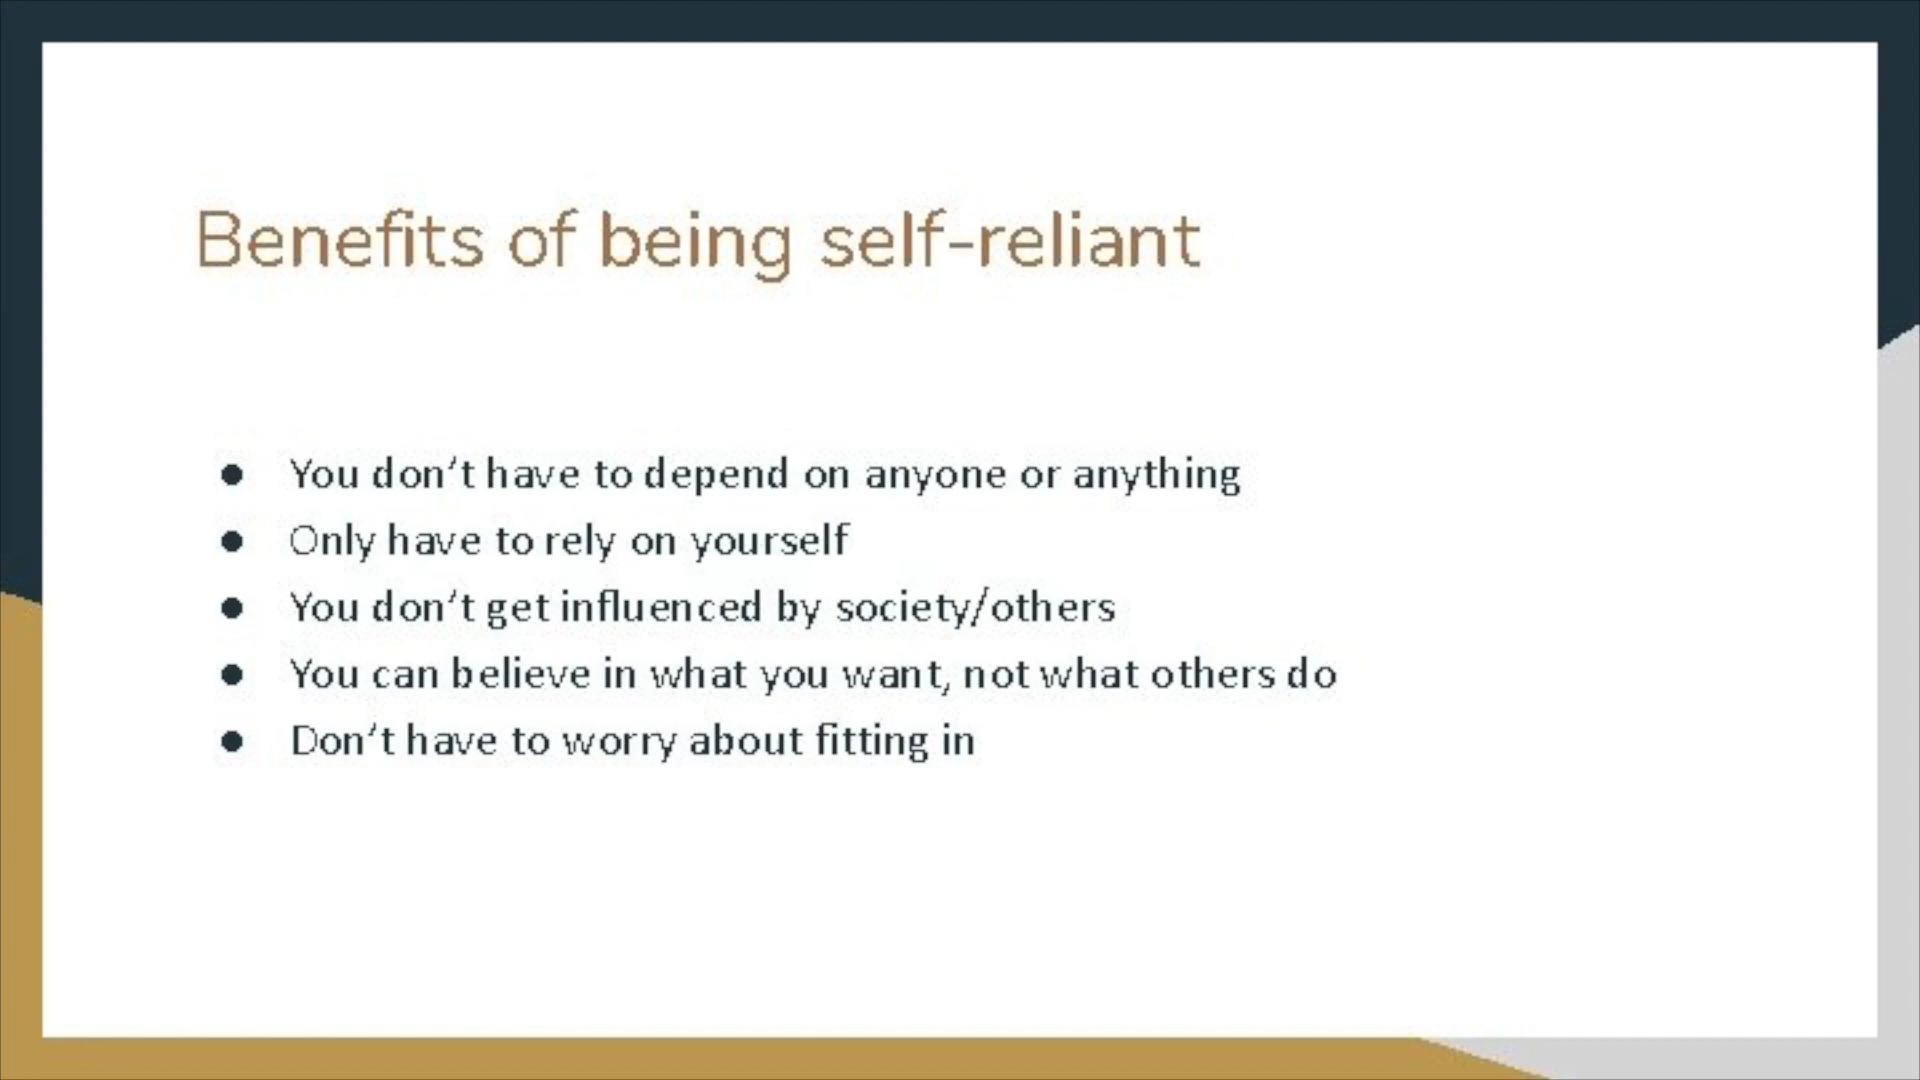 Benefits of being self-reliant
● You don’t have to depend on anyone or anything
● Only have to rely on yourself
● You don’t get influenced by society/others
● You can believe in what you want, not what others do
● Don’t have to worry about fitting in